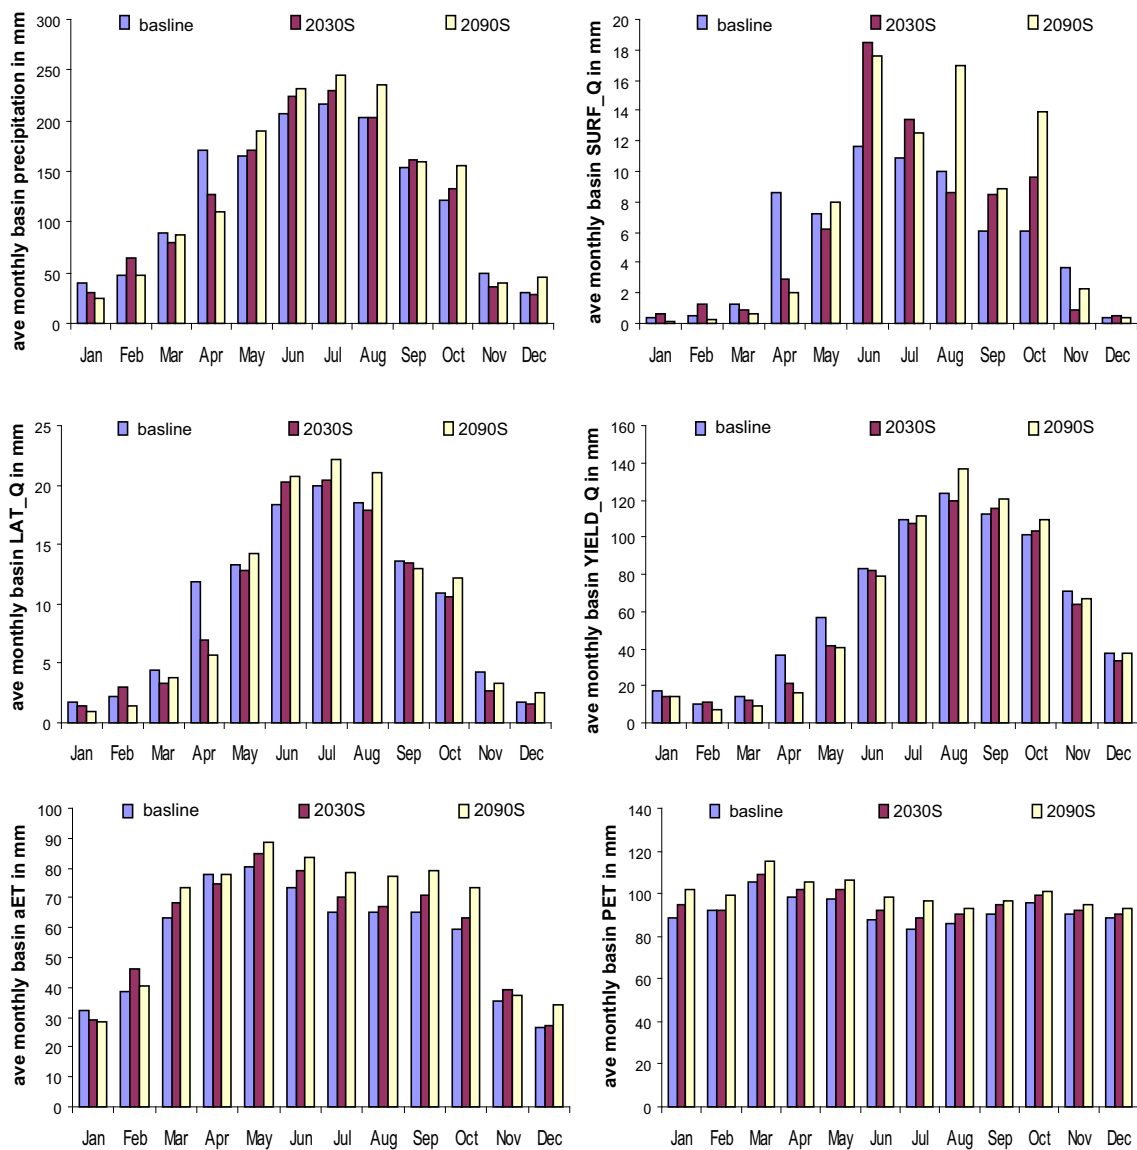 ave monthly basin precipitation in mm
basline 2030S 2090S
300
250
200
150
100
50
0
Jan Feb Mar Apr May Jun Jul Aug Sep Oct Nov Dec
ave monthly basin SURF_Q in mm
basline 2030S 2090S
20
18
16
14
12
10
8
6
4
2
0
Jan Feb Mar Apr May Jun Jul Aug Sep Oct Nov Dec
ave monthly basin LAT_Q in mm
basline 2030S 2090S
25
20
15
10
5
0
Jan Feb Mar Apr May Jun Jul Aug Sep Oct Nov Dec
ave monthly basin YIELD_Q in mm
basline 2030S 2090S
160
140
120
100
80
60
40
20
0
Jan Feb Mar Apr May Jun Jul Aug Sep Oct Nov Dec
ave monthly basin aET in mm
basline 2030S 2090S
100
90
80
70
60
50
40
30
20
10
0
Jan Feb Mar Apr May Jun Jul Aug Sep Oct Nov Dec
ave monthly basin PET in mm
basline 2030S 2090S
140
120
100
80
60
40
20
0
Jan Feb Mar Apr May Jun Jul Aug Sep Oct Nov Dec